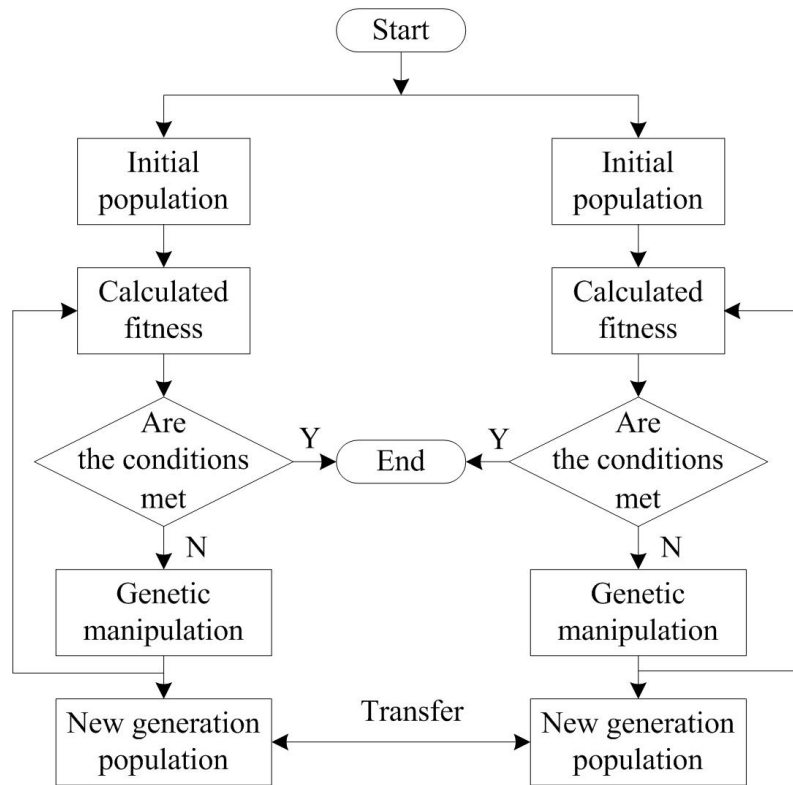 Start
Initial
population
Initial
population
Calculated
fitness
Calculated
fitness
Are
the conditions
met
Y
End
Y
Are
the conditions
met
N
N
Genetic
manipulation
Genetic
manipulation
New generation
population
Transfer
New generation
population